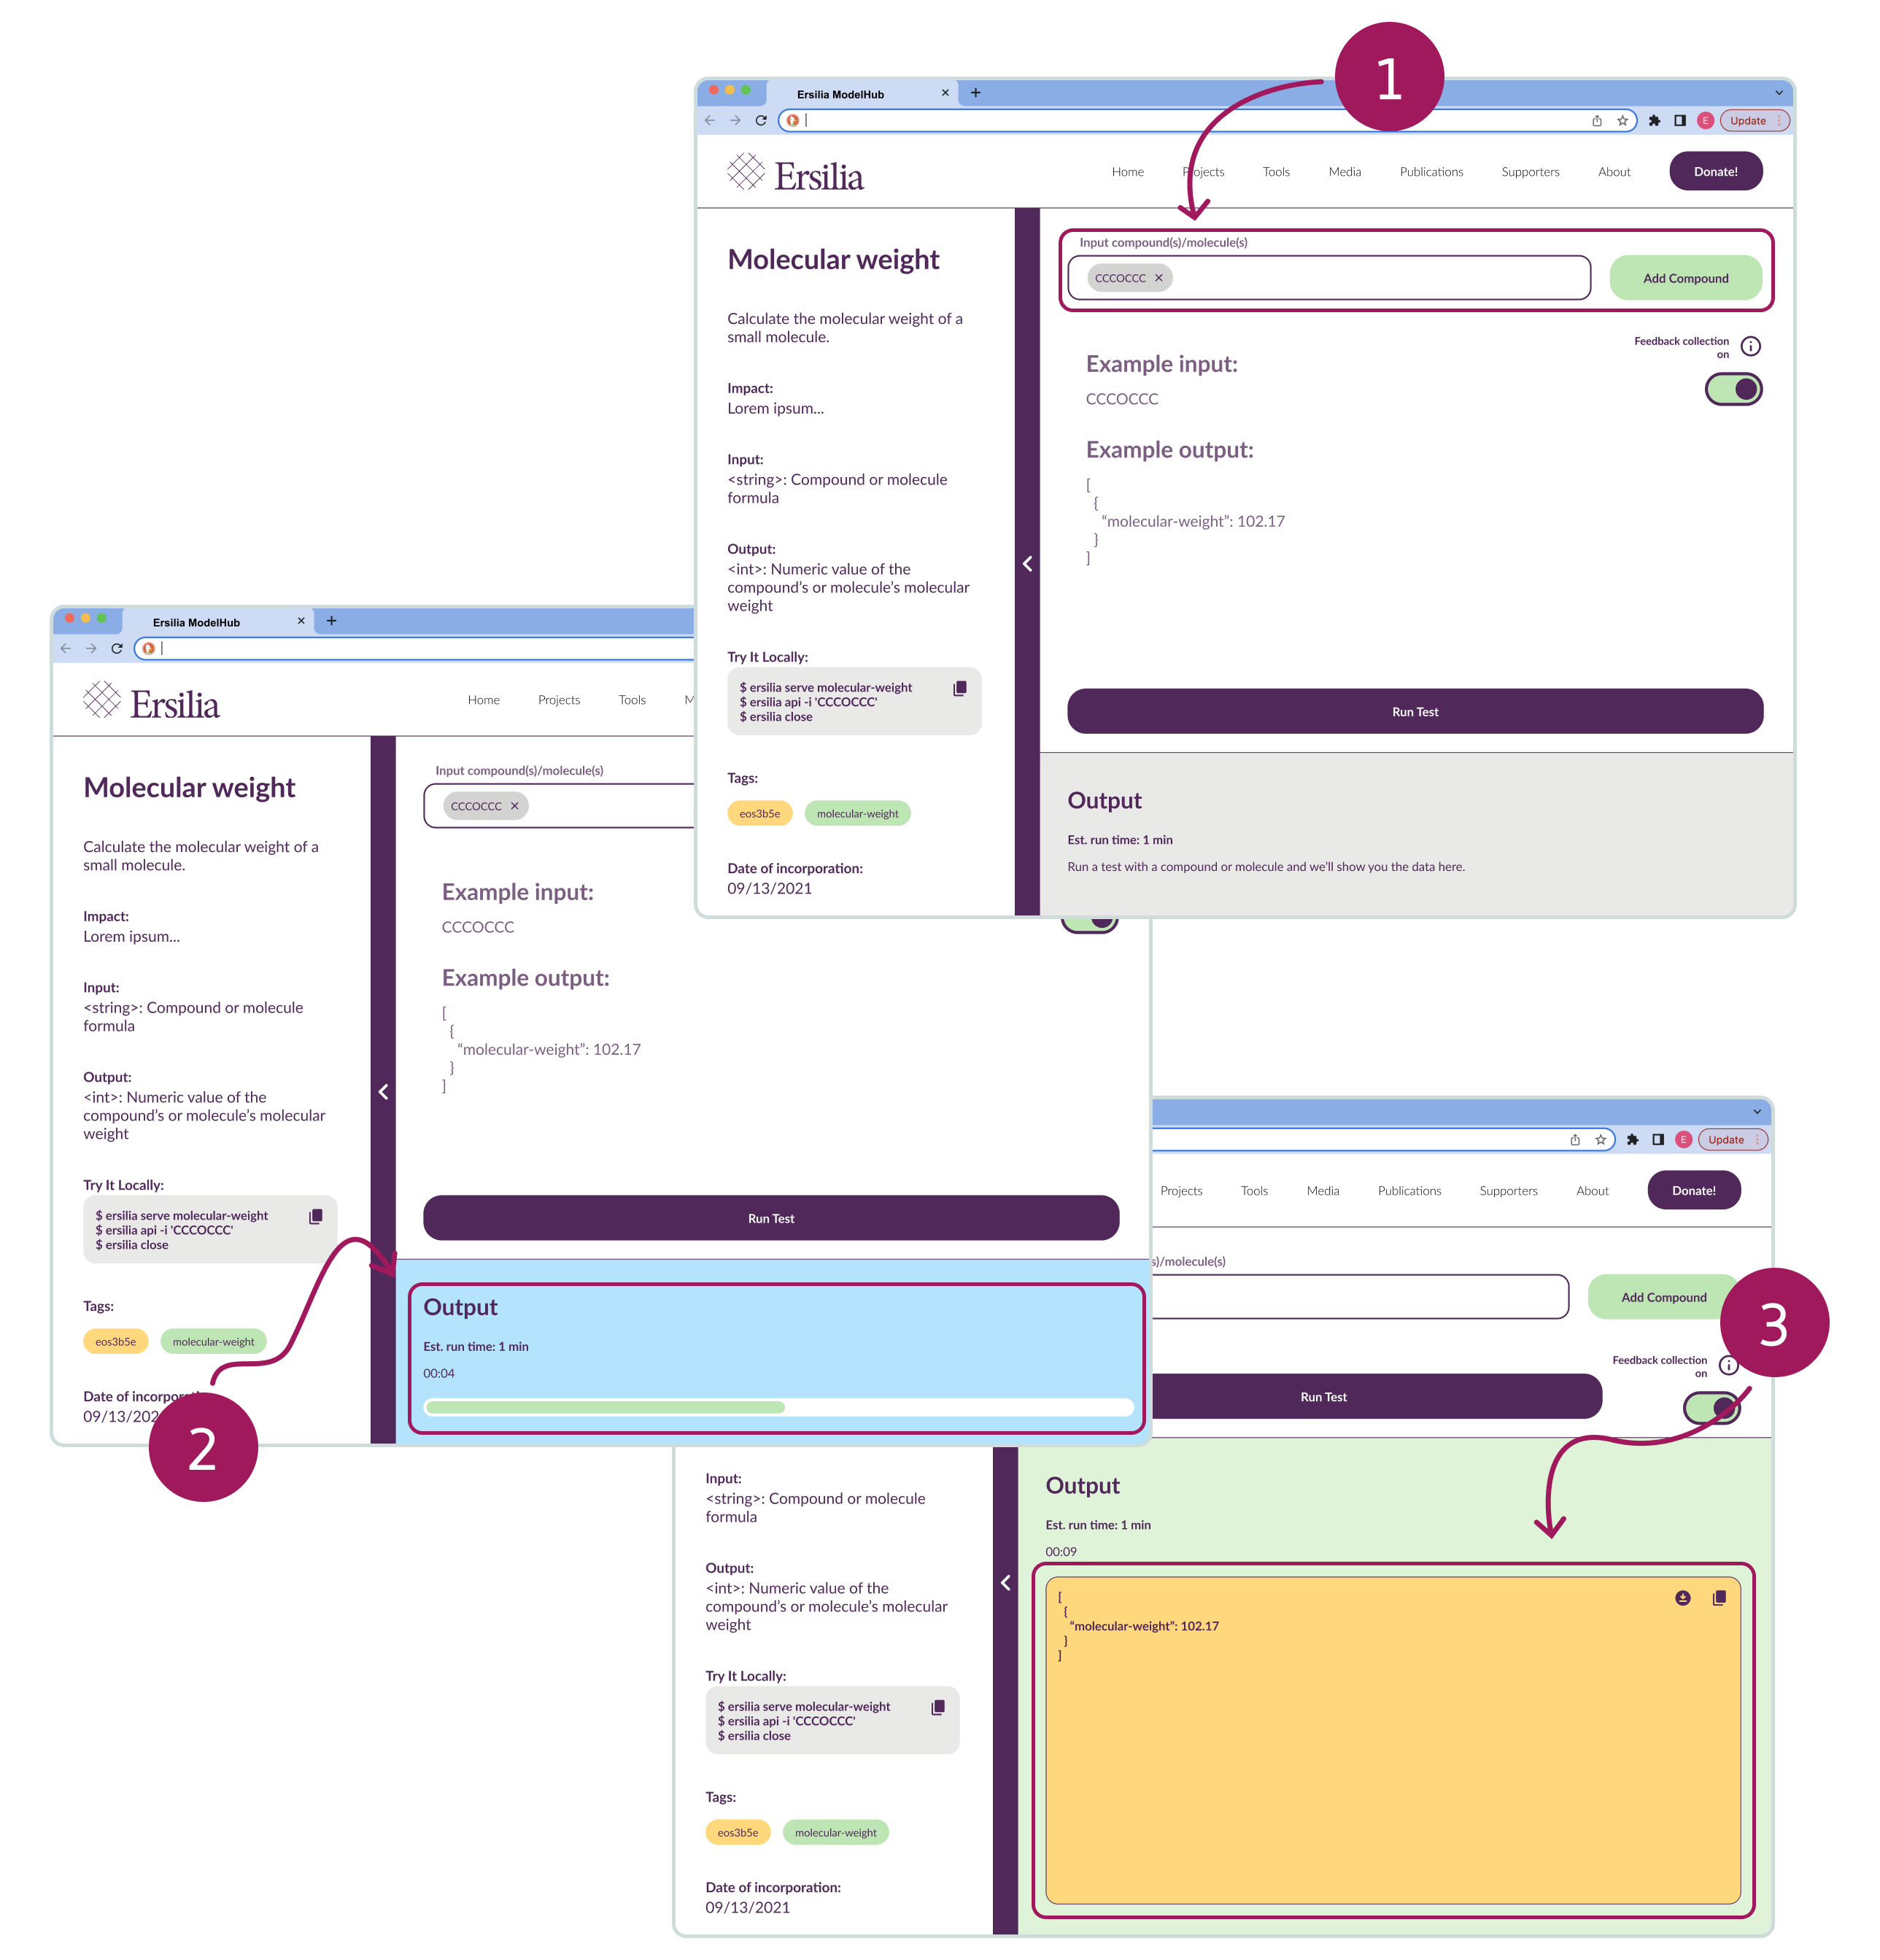 1
Ersilia ModelHub
E
Update
Ersilia
Home
Projects
Tools
Media
Publications
Supporters
About
Donate!
Molecular weight
Calculate the molecular weight of a
small molecule.
Impact:
Lorem ipsum...
Input:
<string>: Compound or molecule
formula
Output:
<int>: Numeric value of the
compound’s or molecule’s molecular
weight
Try It Locally:
$ ersilia serve molecular-weight
$ ersilia api -i 'CCCOCCC'
$ ersilia close
Tags:
eos3b5e
molecular-weight
Date of incorporation:
09/13/2021
Input compound(s)/molecule(s)
CCCOCCC
Add Compound
Feedback collection
on
Example input:
CCCOCCC
Example output:
[
{
“molecular-weight”: 102.17
}
]
Run Test
Output
Est. run time: 1 min
Run a test with a compound or molecule and we’ll show you the data here.
Ersilia ModelHub
Ersilia
Home
Projects
Tools
M
Molecular weight
Calculate the molecular weight of a
small molecule.
Impact:
Lorem ipsum...
Input:
<string>: Compound or molecule
formula
Output:
<int>: Numeric value of the
compound’s or molecule’s molecular
weight
Try It Locally:
$ ersilia serve molecular-weight
$ ersilia api -i 'CCCOCCC'
$ ersilia close
Tags:
eos3b5e
molecular-weight
Date of incorporati
09/13/202
2
Input compound(s)/molecule(s)
CCCOCCC
Example input:
CCCOCCC
Example output:
[
{
“molecular-weight”: 102.17
}
]
Run Test
Output
Est. run time: 1 min
00:04
E
Update
Projects
Tools
Media
Publications
Supporters
About
Donate!
s)/molecule(s)
Add Compound
3
Feedback collection
on
Run Test
Input:
<string>: Compound or molecule
formula
Output:
<int>: Numeric value of the
compound’s or molecule’s molecular
weight
Try It Locally:
$ ersilia serve molecular-weight
$ ersilia api -i 'CCCOCCC'
$ ersilia close
Tags:
eos3b5e
molecular-weight
Date of incorporation:
09/13/2021
Output
Est. run time: 1 min
00:09
[
{
“molecular-weight”: 102.17
}
]